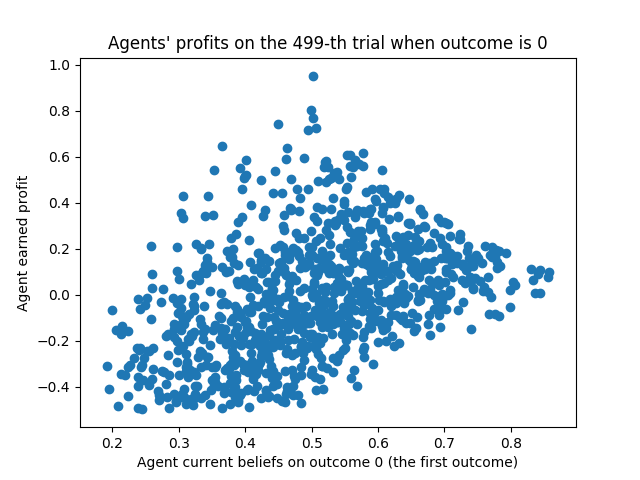 Agents' profits on the 499-th trial when outcome is 0
1.0
0.8
0.6
0.4
0.2
0.0
−0.2
−0.4
Agent earned profit
0.2 0.3 0.4 0.5 0.6 0.7 0.8
Agent current beliefs on outcome 0 (the first outcome)